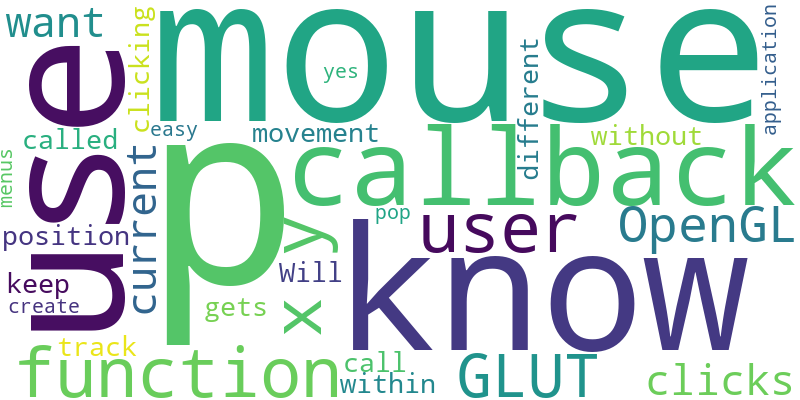 want
clicking
mouse
application
use
yes
easy
called
movement
different
without
callback
menus
current
p
know
position
x y
pop
user
OpenGL
Will
keep
create
gets
track
function
call
within
GLUT
clicks